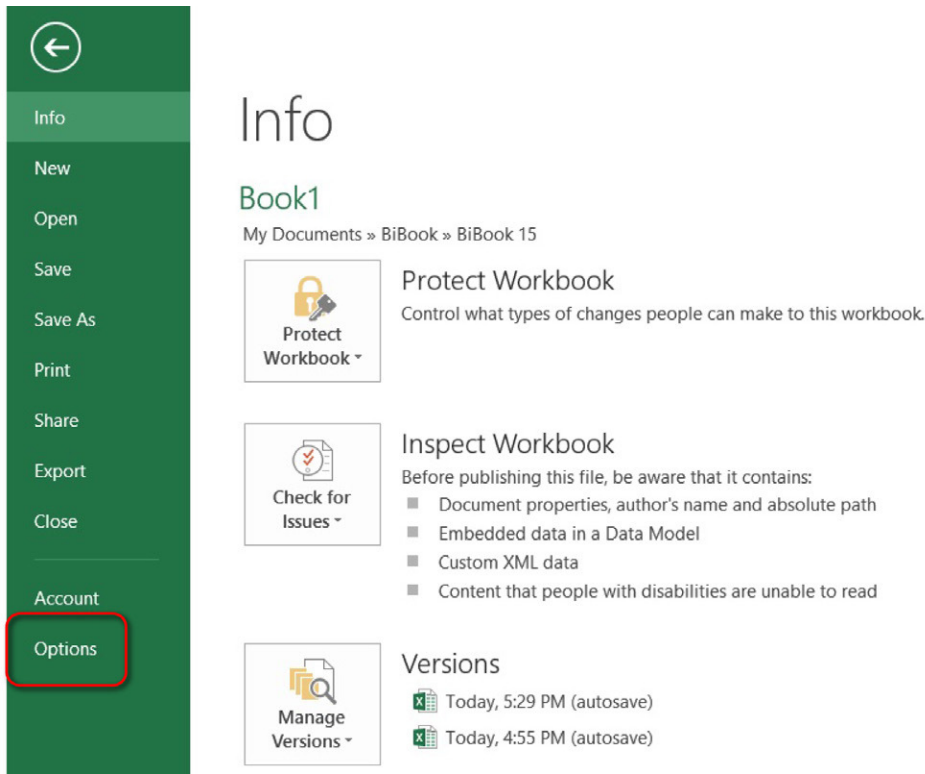 Info
New
Open
Save
Save As
Print
Share
Export
Close
Account
Options
Info
Book1
My Documents » BiBook » BiBook 15
Protect
Workbook
Protect Workbook
Control what types of changes people can make to this workbook.
Check for
Issues
Inspect Workbook
Before publishing this file, be aware that it contains:
Document properties, author's name and absolute path
Embedded data in a Data Model
Custom XML data
Content that people with disabilities are unable to read
Manage
Versions
Versions
Today, 5:29 PM (autosave)
Today, 4:55 PM (autosave)